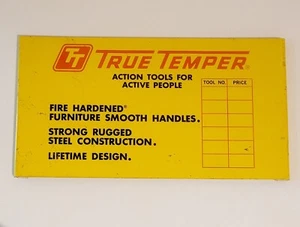 TT TRUE TEMPER®
ACTION TOOLS FOR
ACTIVE PEOPLE
TOOL NO. PRICE
FIRE HARDENED®
FURNITURE SMOOTH HANDLES.
STRONG RUGGED
STEEL CONSTRUCTION.
LIFETIME DESIGN.